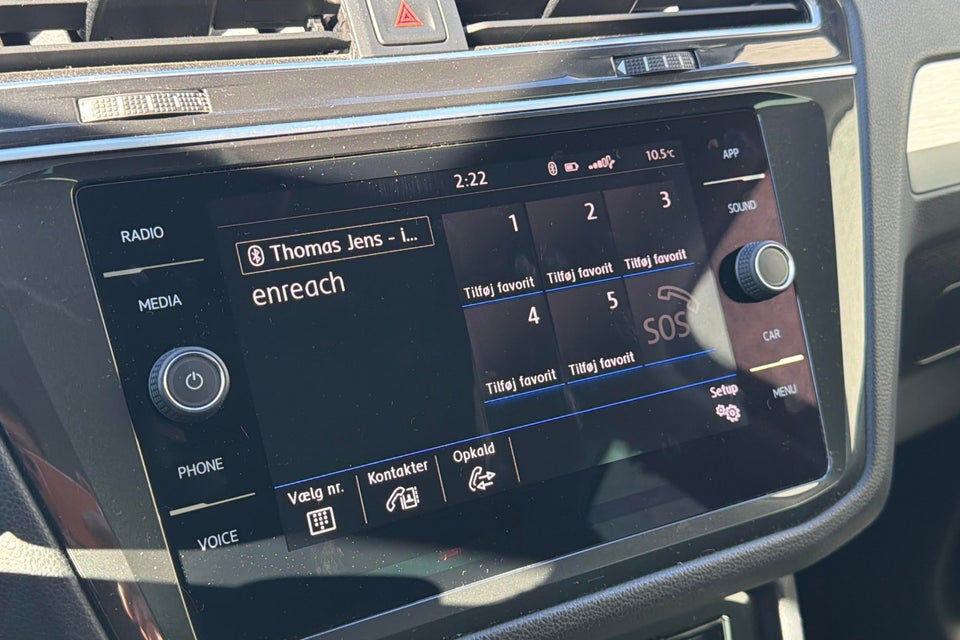 2:22
10.5°C
RADIO
MEDIA
PHONE
VOICE
Thomas Jens - i...
enreach
1
Tilføj favorit
2
Tilføj favorit
3
Tilføj favorit
4
Tilføj favorit
5
Tilføj favorit
SOS
Setup
Vælg nr.
Kontakter
Opkald
APP
SOUND
CAR
MENU